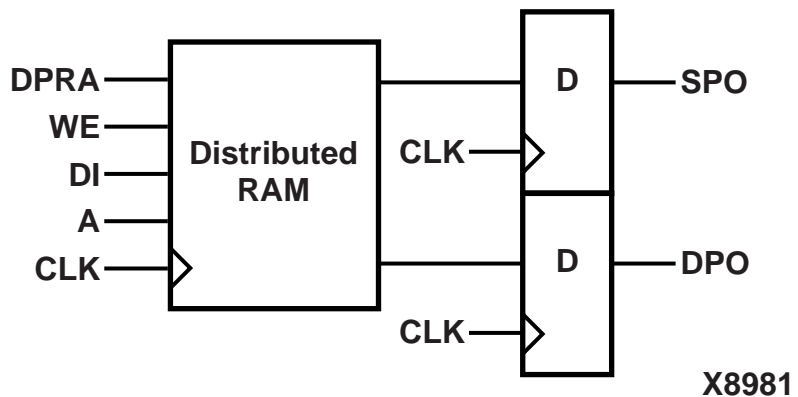 DPRA
WE
DI
A
CLK
Distributed
RAM
CLK
D
SPO
CLK
D
DPO
X8981